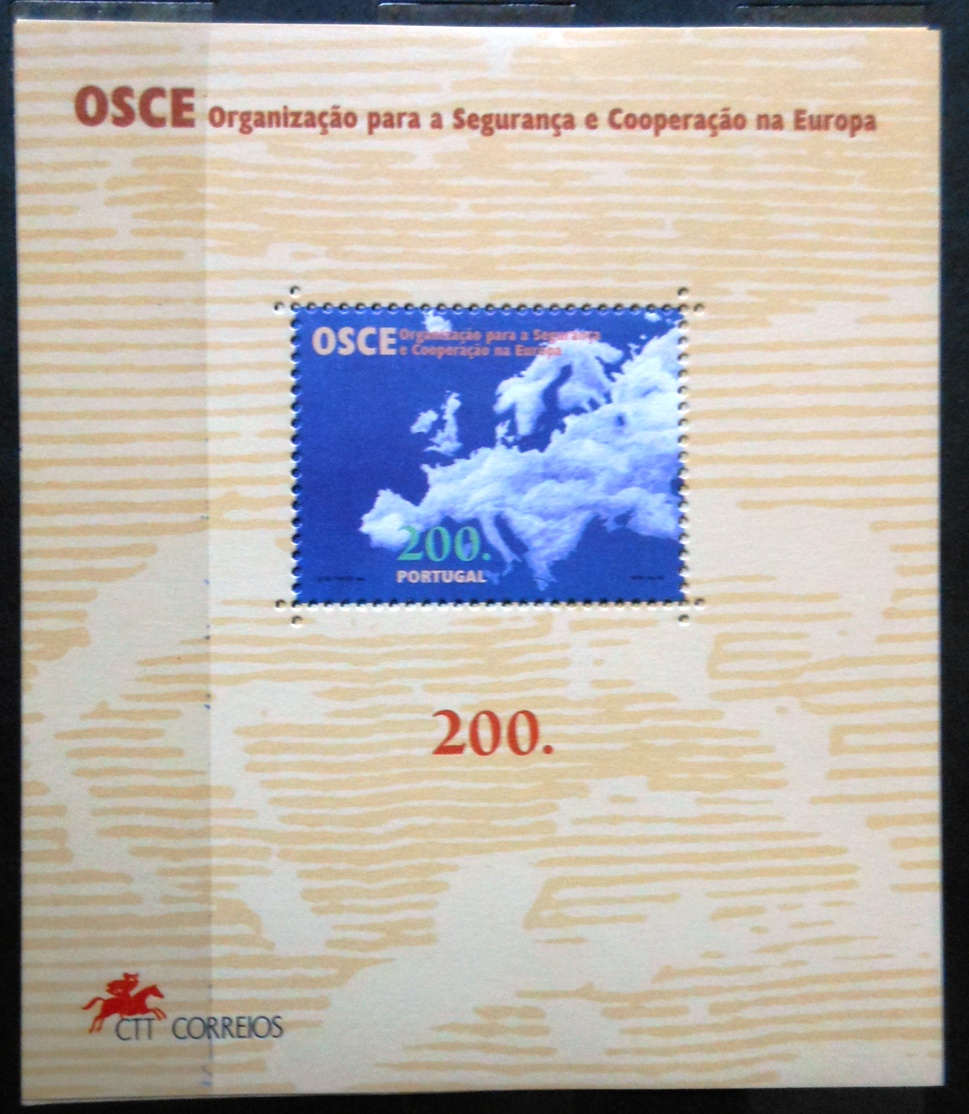 OSCE Organização para a Segurança e Cooperação na Europa
OSCE Organização para a Segurança
e Cooperação na Europa
200.
PORTUGAL
200.
CTT CORREIOS